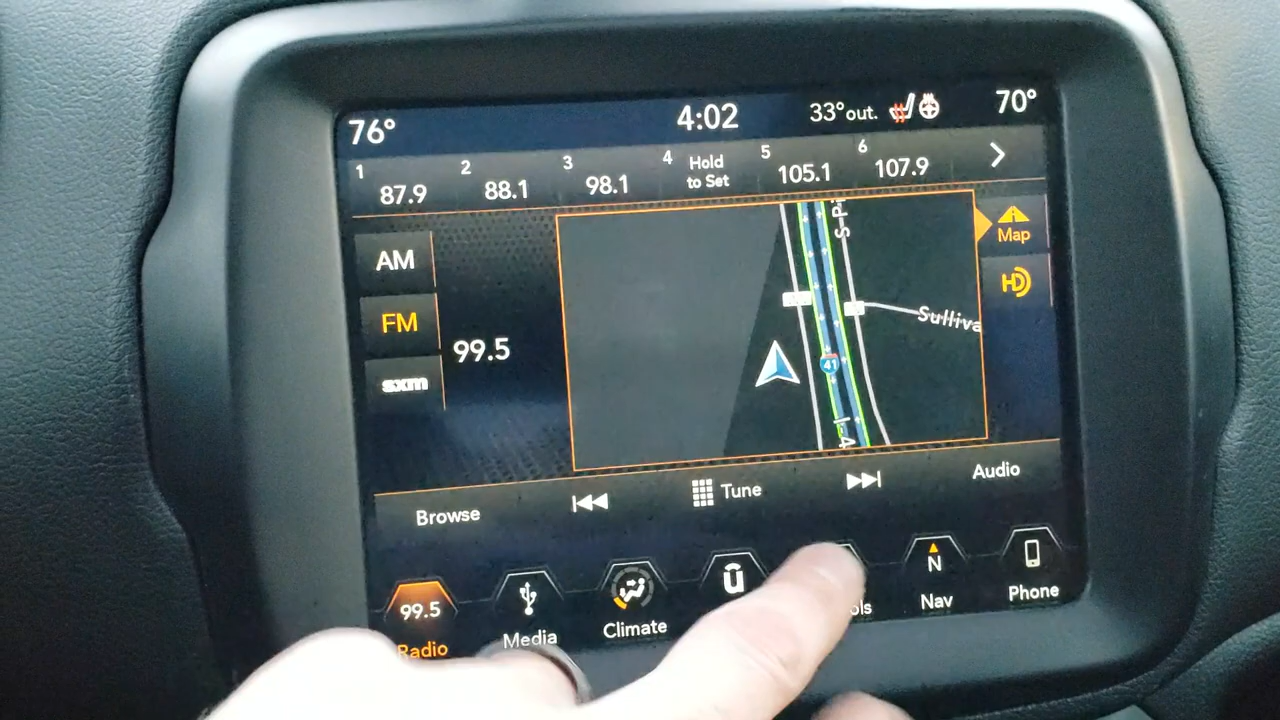 76° 4:02 33° out. 70°
1 87.9 2 88.1 3 98.1 4 Hold to Set 5 105.1 6 107.9
AM
FM
sxm
99.5
Map
HD
41
Browse Tune Audio
99.5 N
Radio Media Climate Nav Phone